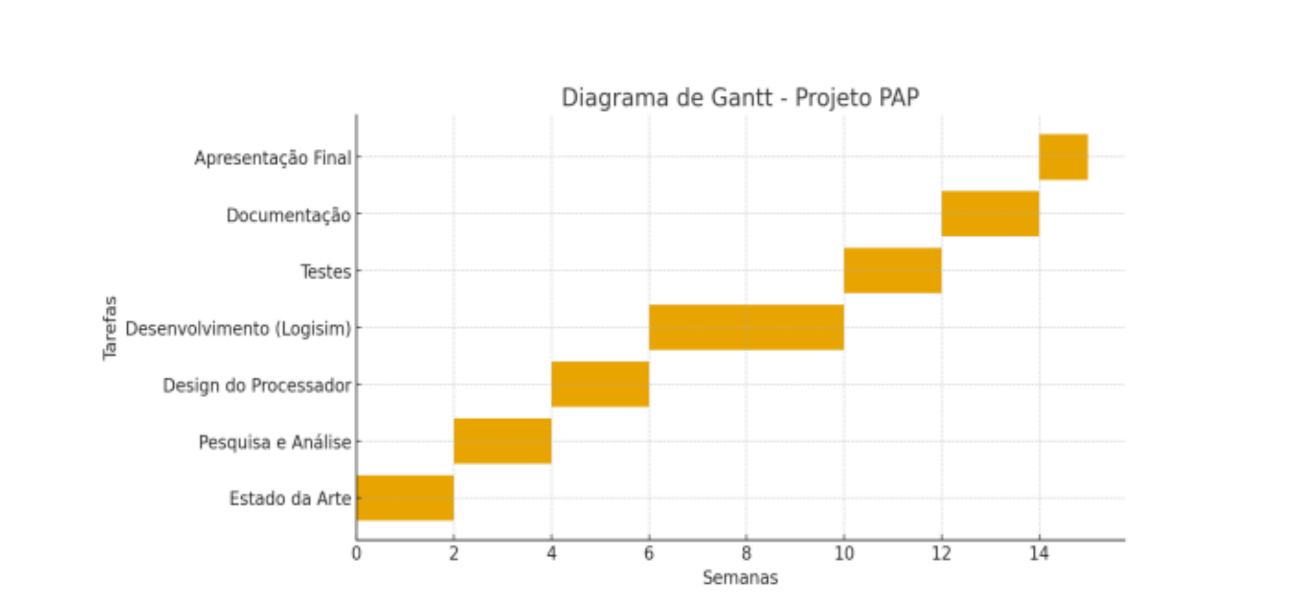 Diagrama de Gantt - Projeto PAP
Apresentação Final
Documentação
Testes
Desenvolvimento (Logisim)
Design do Processador
Pesquisa e Análise
Estado da Arte
Tarefas
0 2 4 6 8 10 12 14
Semanas